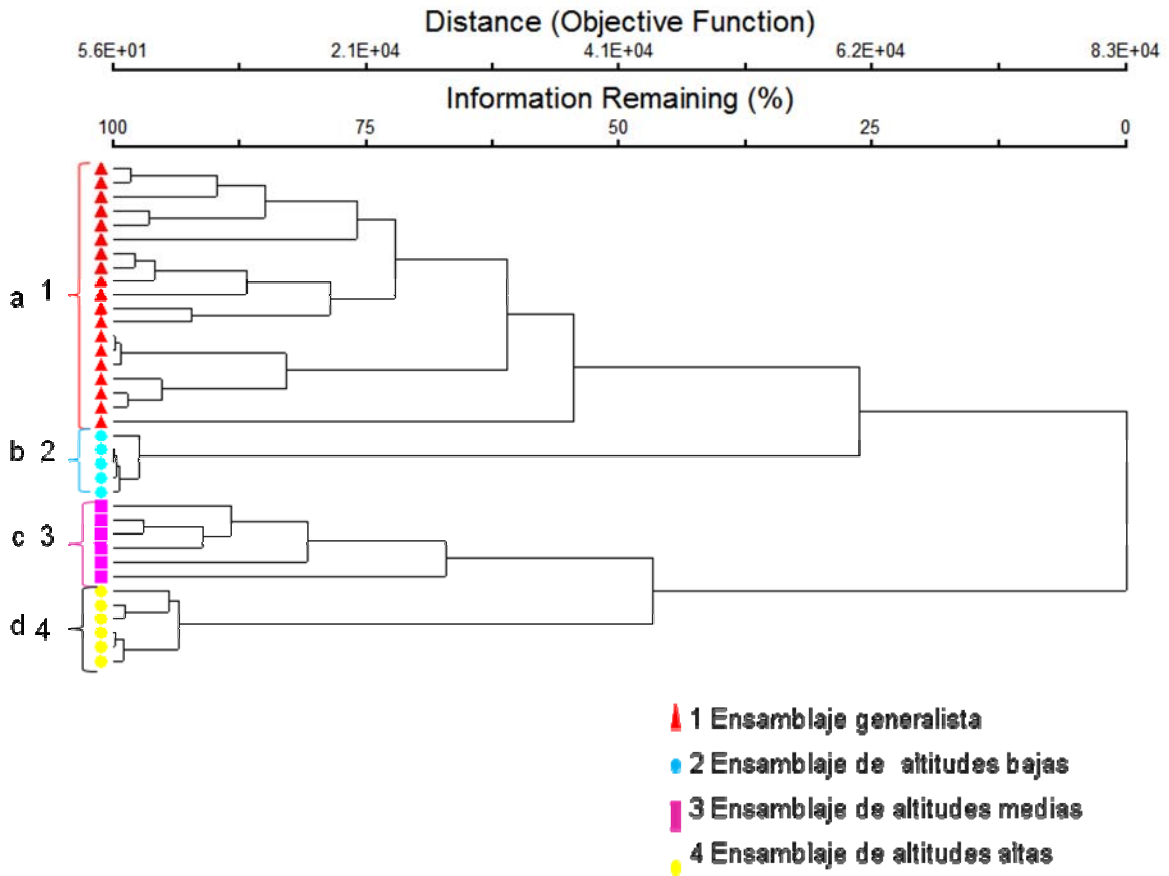 Distance (Objective Function)
5.6E+01 2.1E+04 4.1E+04 6.2E+04 8.3E+04
Information Remaining (%)
100 75 50 25 0
a 1
b 2
c 3
d 4
1 Ensamblaje generalista
2 Ensamblaje de altitudes bajas
3 Ensamblaje de altitudes medias
4 Ensamblaje de altitudes altas